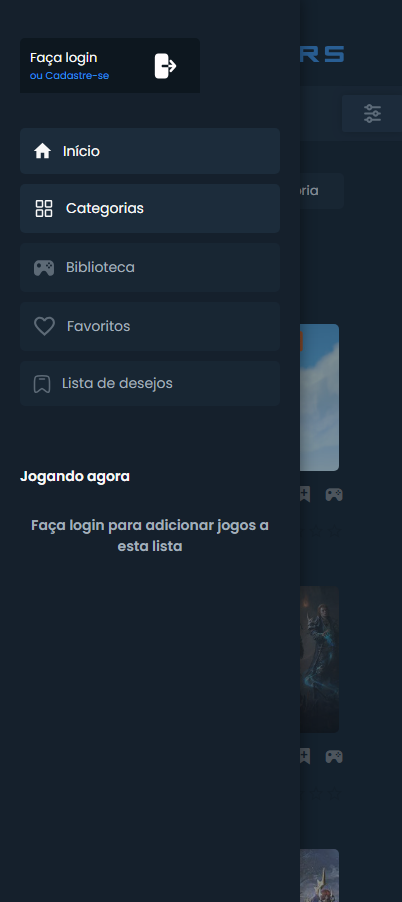 Faça login
ou Cadastre-se
RS
Início
Categorias
oria
Biblioteca
Favoritos
Lista de desejos
Jogando agora
Faça login para adicionar jogos a
esta lista